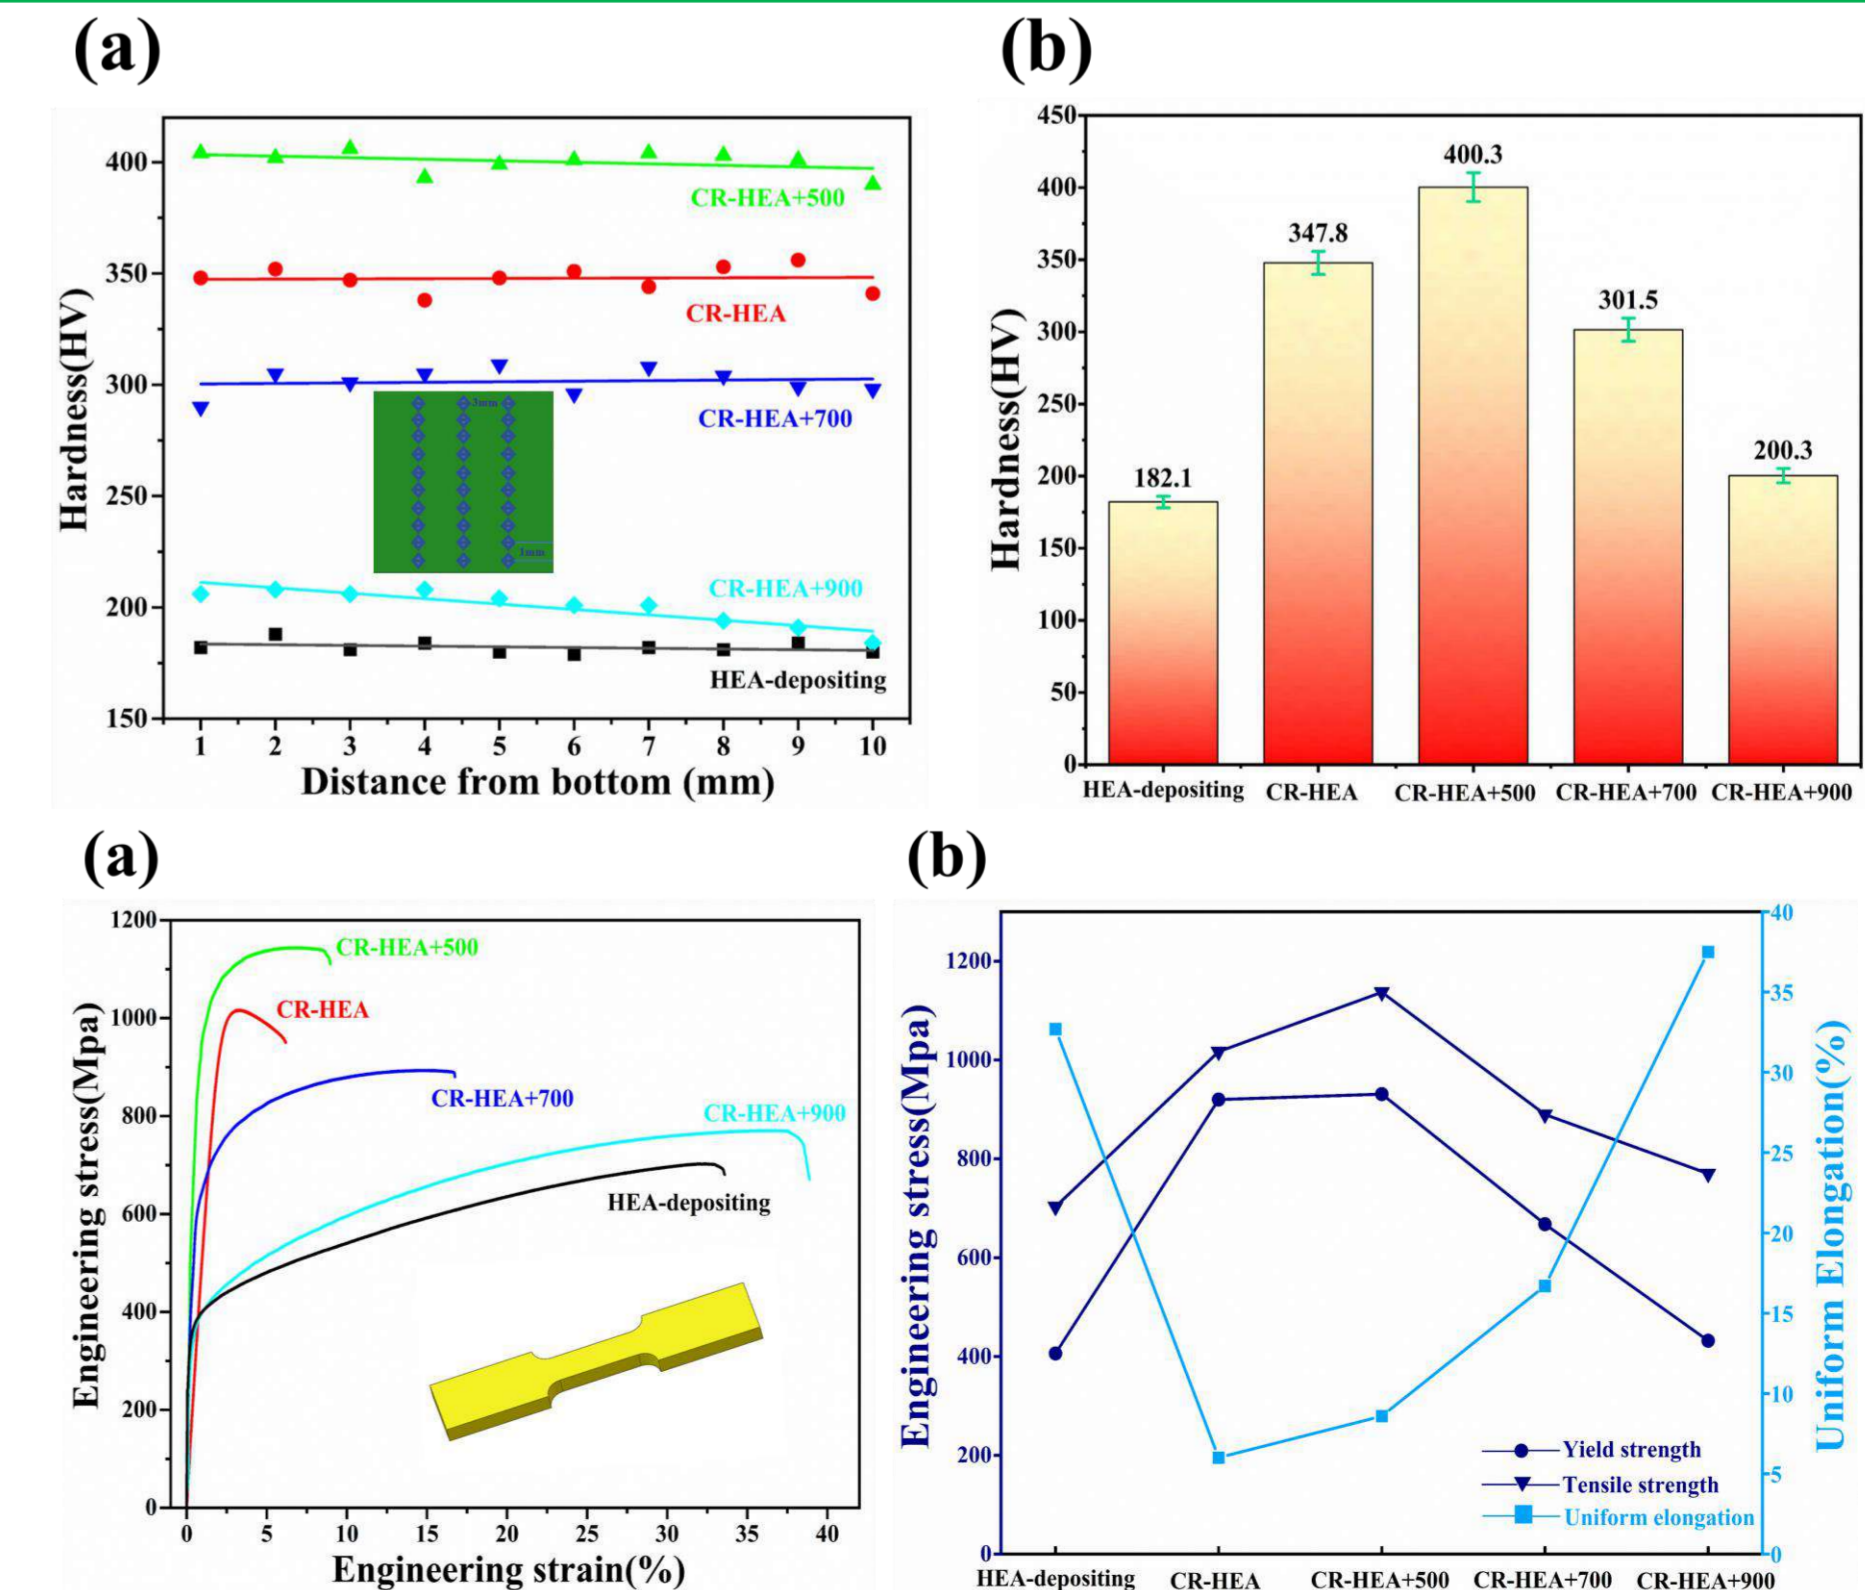 (a)
(b)
400
350
300
250
200
150
1
2
3
4
5
6
7
8
9
10
Hardness(HV)
Distance from bottom (mm)
CR-HEA+500
CR-HEA
CR-HEA+700
3mm
1mm
CR-HEA+900
HEA-depositing
450
400
350
300
250
200
150
100
50
0
Hardness(HV)
182.1
347.8
400.3
301.5
200.3
HEA-depositing
CR-HEA
CR-HEA+500
CR-HEA+700
CR-HEA+900
(a)
(b)
1200
1000
800
600
400
200
0
0
5
10
15
20
25
30
35
40
Engineering stress(Mpa)
Engineering strain(%)
CR-HEA+500
CR-HEA
CR-HEA+700
CR-HEA+900
HEA-depositing
1200
1000
800
600
400
200
0
Engineering stress(Mpa)
40
35
30
25
20
15
10
5
0
Uniform Elongation(%)
Yield strength
Tensile strength
Uniform elongation
HEA-depositing
CR-HEA
CR-HEA+500
CR-HEA+700
CR-HEA+900